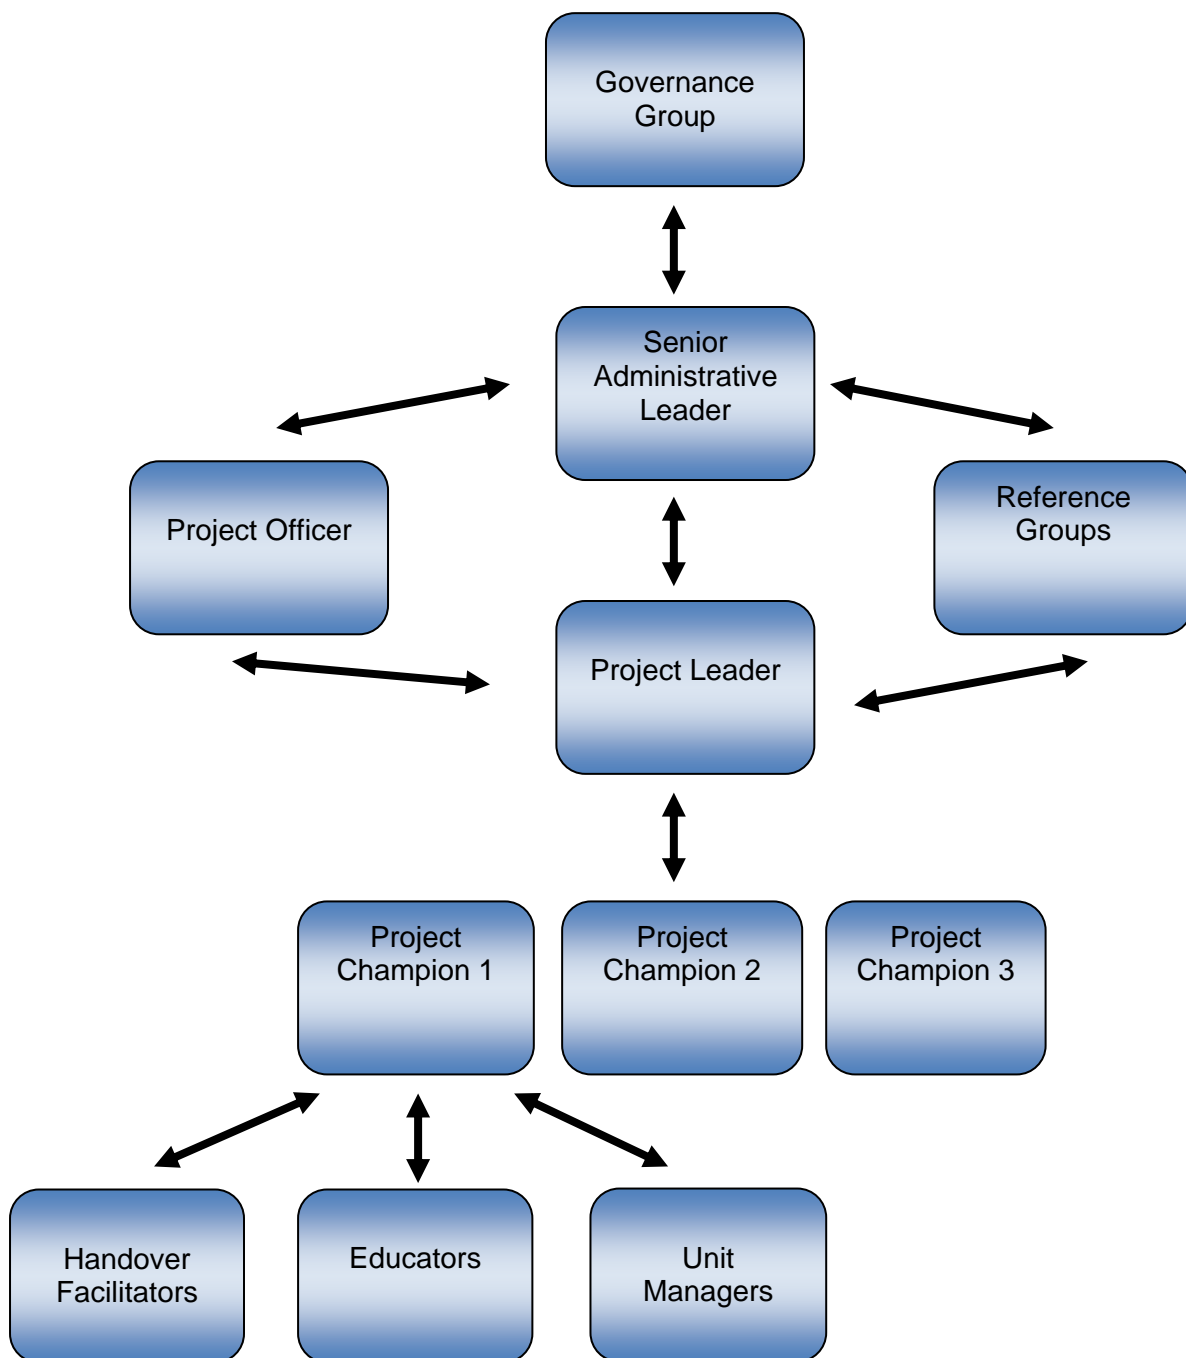 Governance
Group
Senior
Administrative
Leader
Project Officer
Reference
Groups
Project Leader
Project
Champion 1
Project
Champion 2
Project
Champion 3
Handover
Facilitators
Educators
Unit
Managers